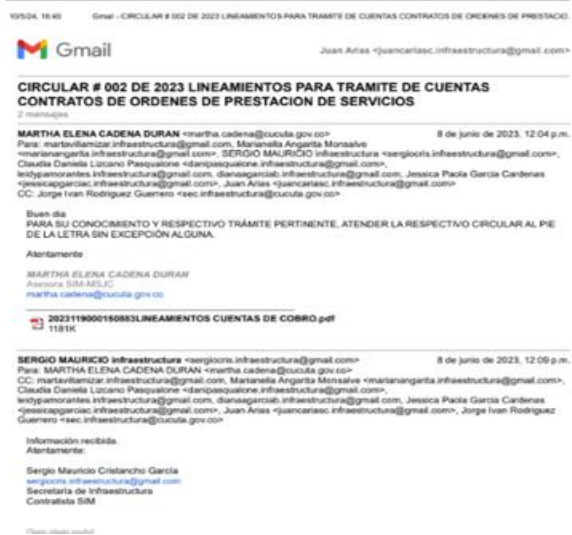 10/5/24, 16:40 Gmail - CIRCULAR # 002 DE 2023 LINEAMIENTOS PARA TRAMITE DE CUENTAS CONTRATOS DE ORDENES DE PRESTACIO...
Gmail Juan Arias <juancariasc.infraestructura@gmail.com>
CIRCULAR # 002 DE 2023 LINEAMIENTOS PARA TRAMITE DE CUENTAS
CONTRATOS DE ORDENES DE PRESTACION DE SERVICIOS
2 mensajes
MARTHA ELENA CADENA DURAN <martha.cadena@cucuta.gov.co> 8 de junio de 2023, 12:04 p.m.
Para: martavillamizar.infraestructura@gmail.com, Marianella Angarita Monsalve
<marianangarita.infraestructura@gmail.com>, SERGIO MAURICIO infraestructura <sergiocris.infraestructura@gmail.com>,
Claudia Daniela Lizcano Pasqualone <danipasqualone.infraestructura@gmail.com>,
leidypamorantes.infraestructura@gmail.com, dianaagarciab.infraestructura@gmail.com, Jessica Paola Garcia Cardenas
<jessicapgarciac.infraestructura@gmail.com>, Juan Arias <juancariasc.infraestructura@gmail.com>
CC: Jorge Ivan Rodriguez Guerrero <sec.infraestructura@cucuta.gov.co>
Buen dia
PARA SU CONOCIMIENTO Y RESPECTIVO TRÁMITE PERTINENTE, ATENDER LA RESPECTIVO CIRCULAR AL PIE
DE LA LETRA SIN EXCEPCIÓN ALGUNA.
Atentamente
MARTHA ELENA CADENA DURAN
Asesora SIM-MSJC
martha.cadena@cucuta.gov.co
2023119000160883LINEAMIENTOS CUENTAS DE COBRO.pdf
1181K
SERGIO MAURICIO infraestructura <sergiocris.infraestructura@gmail.com> 8 de junio de 2023, 12:09 p.m.
Para: MARTHA ELENA CADENA DURAN <martha.cadena@cucuta.gov.co>
CC: martavillamizar.infraestructura@gmail.com, Marianella Angarita Monsalve <marianangarita.infraestructura@gmail.com>,
Claudia Daniela Lizcano Pasqualone <danipasqualone.infraestructura@gmail.com>,
leidypamorantes.infraestructura@gmail.com, dianaagarciab.infraestructura@gmail.com, Jessica Paola Garcia Cardenas
<jessicapgarciac.infraestructura@gmail.com>, Juan Arias <juancariasc.infraestructura@gmail.com>, Jorge Ivan Rodriguez
Guerrero <sec.infraestructura@cucuta.gov.co>
Información recibida.
Atentamente:
Sergio Mauricio Cristancho García
sergiocris.infraestructura@gmail.com
Secretaría de Infraestructura
Contratista SIM